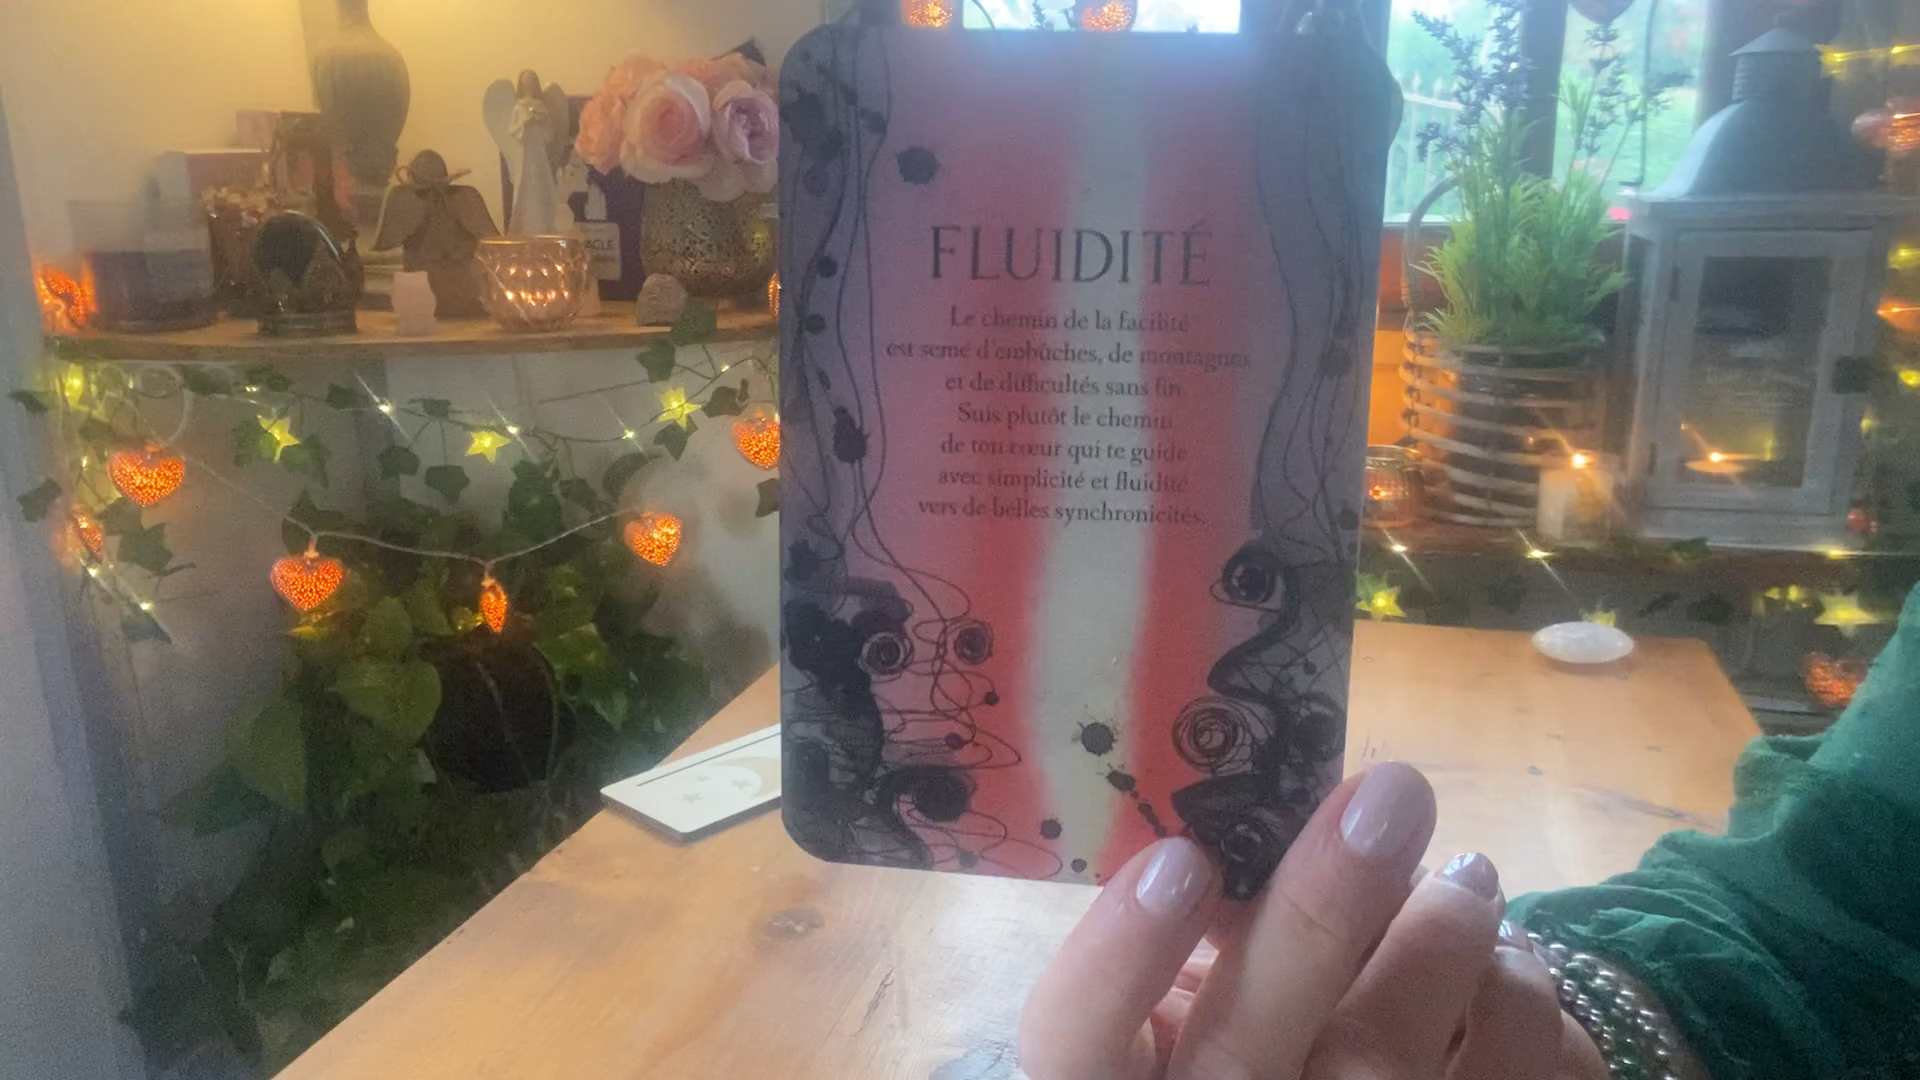 FLUIDITÉ
Le chemin de la facilité
est semé d'embûches, de montagnes
et de difficultés sans fin.
Suis plutôt le chemin
de ton cœur qui te guide
avec simplicité et fluidité
vers de belles synchronicités.
ACLE